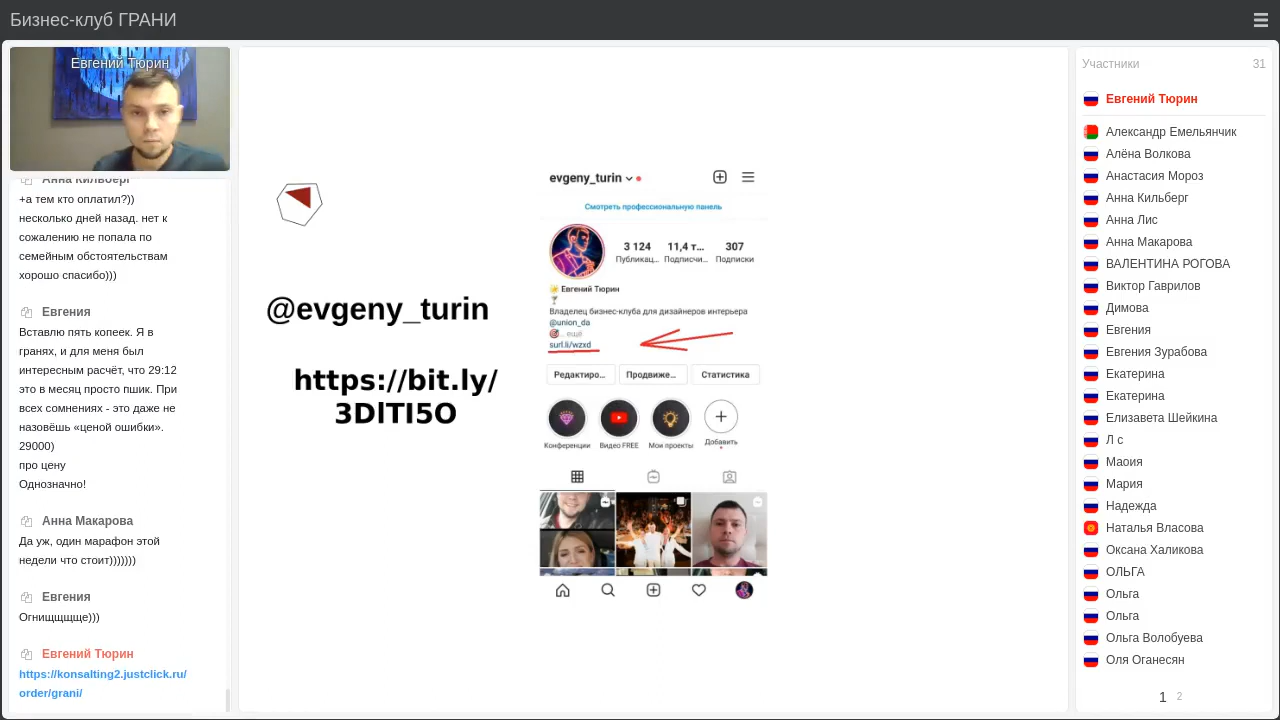 Бизнес-клуб ГРАНИ
Евгений Тюрин
Анна Кильберг
+а тем кто оплатил?))
несколько дней назад. нет к
сожалению не попала по
семейным обстоятельствам
хорошо спасибо)))
Евгения
Вставлю пять копеек. Я в
гранях, и для меня был
интересным расчёт, что 29:12
это в месяц просто пшик. При
всех сомнениях - это даже не
назовёшь «ценой ошибки».
29000)
про цену
Однозначно!
Анна Макарова
Да уж, один марафон этой
недели что стоит)))))))
Евгения
Огнищщщще)))
Евгений Тюрин
https://konsalting2.justclick.ru/
order/grani/
@evgeny_turin
https://bit.ly/
3DITI5O
evgeny_turin
Смотреть профессиональную панель
3 124 11,4 т... 307
Публикац... Подписчи... Подписки
Евгений Тюрин
Владелец бизнес-клуба для дизайнеров интерьера
@union_da
... ещё
surl.li/wzxd
Редактиро... Продвиже... Статистика
Конференции Видео FREE Мои проекты Добавить
Участники 31
Евгений Тюрин
Александр Емельянчик
Алёна Волкова
Анастасия Мороз
Анна Кильберг
Анна Лис
Анна Макарова
ВАЛЕНТИНА РОГОВА
Виктор Гаврилов
Димова
Евгения
Евгения Зурабова
Екатерина
Екатерина
Елизавета Шейкина
Л с
Маоия
Мария
Надежда
Наталья Власова
Оксана Халикова
ОЛЬГА
Ольга
Ольга
Ольга Волобуева
Оля Оганесян
1 2